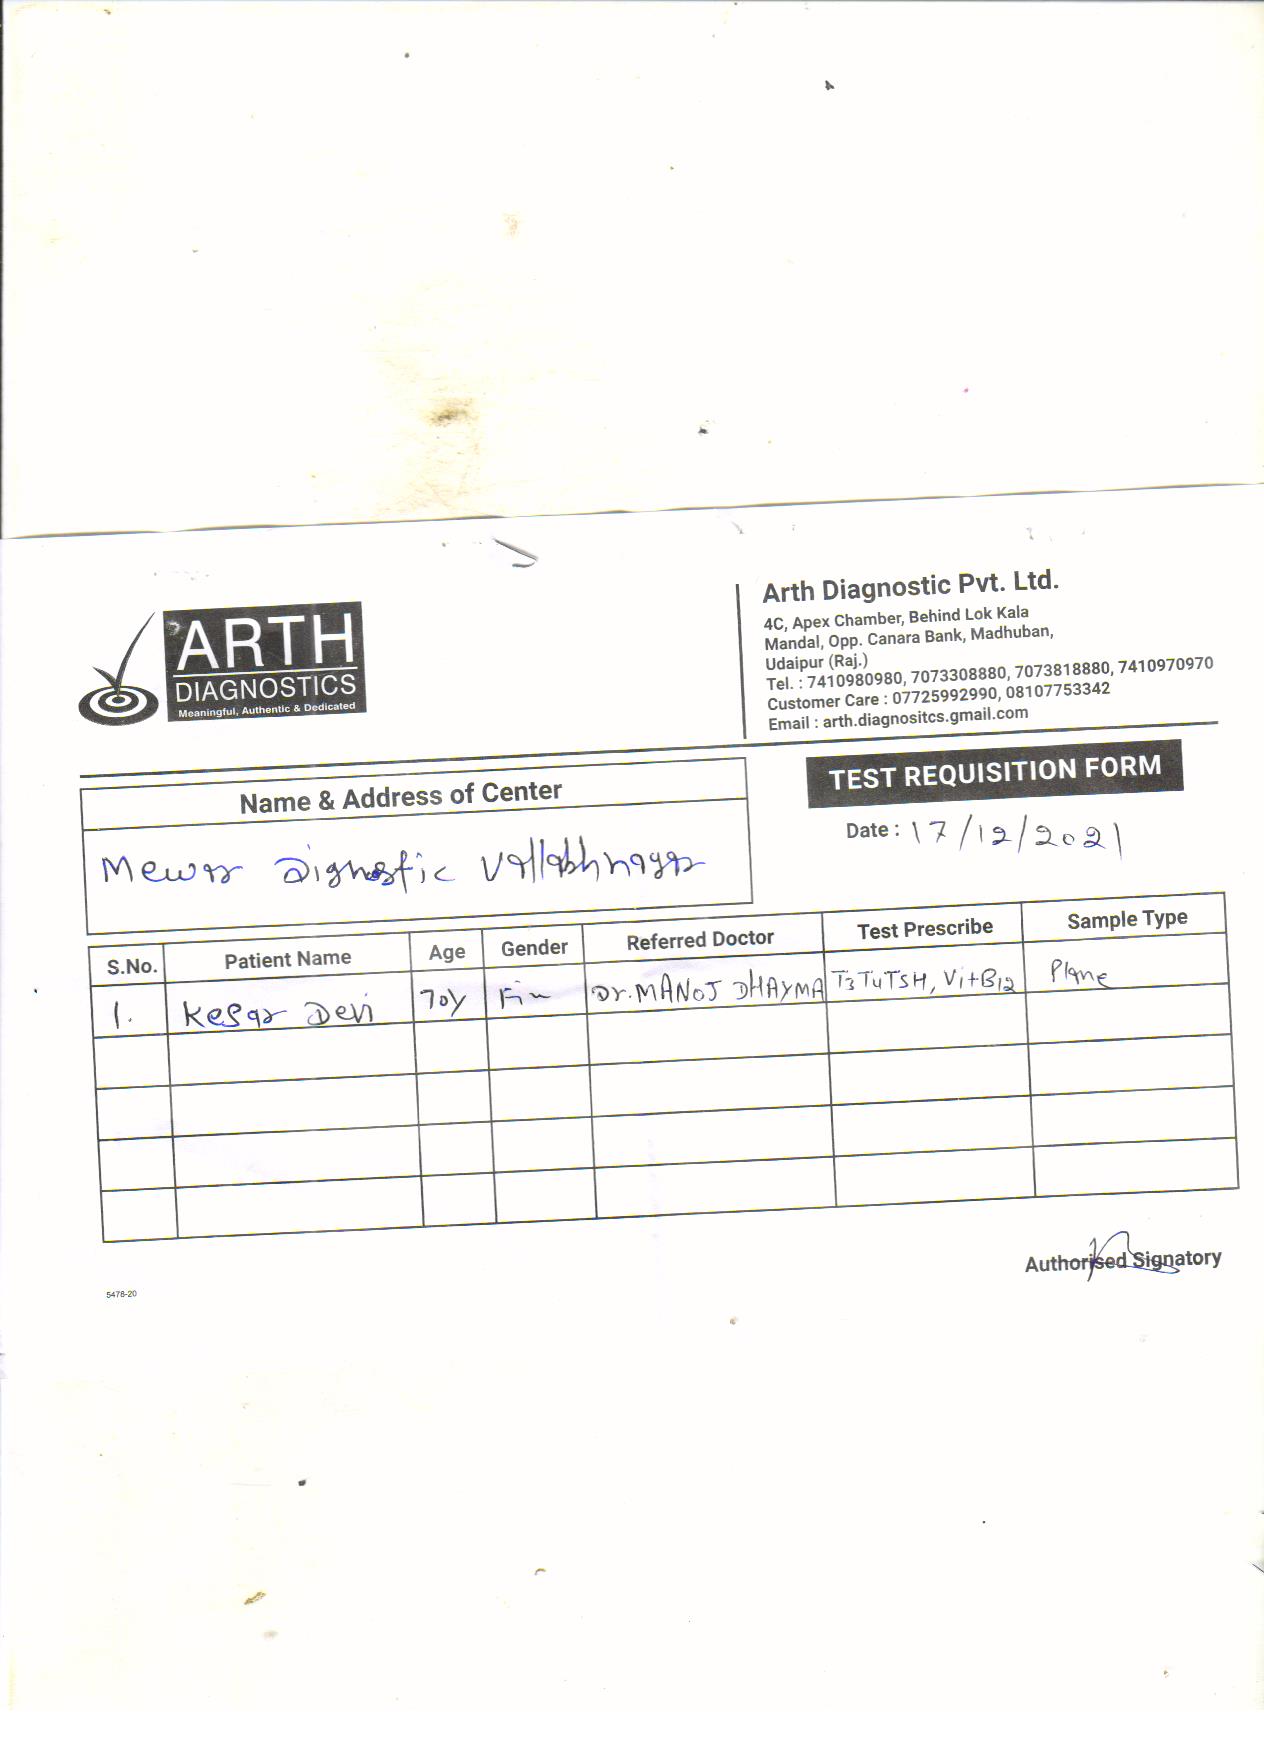 ARTH
DIAGNOSTICS
Meaningful, Authentic & Dedicated
Arth Diagnostic Pvt. Ltd.
4C, Apex Chamber, Behind Lok Kala
Mandal, Opp. Canara Bank, Madhuban,
Udaipur (Raj.)
Tel. : 7410980980, 7073308880, 7073818880, 7410970970
Customer Care : 07725992990, 08107753342
Email : arth.diagnositcs.gmail.com
TEST REQUISITION FORM
Date : 17/12/2021
Name & Address of Center
Mewar Dignostic Vallabhnagar
S.No. Patient Name Age Gender Referred Doctor Test Prescribe Sample Type
1. Kesar Devi 70Y Dr. MANOJ DHAYMA T3T4TSH, Vit B12 Plane
Authorised Signatory
5478-20